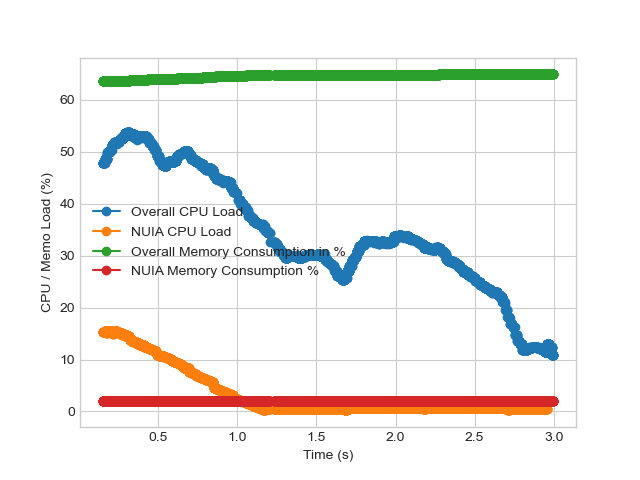 60
50
40
30
20
10
0
CPU / Memo Load (%)
Overall CPU Load
NUIA CPU Load
Overall Memory Consumption in %
NUIA Memory Consumption %
0.5 1.0 1.5 2.0 2.5 3.0
Time (s)